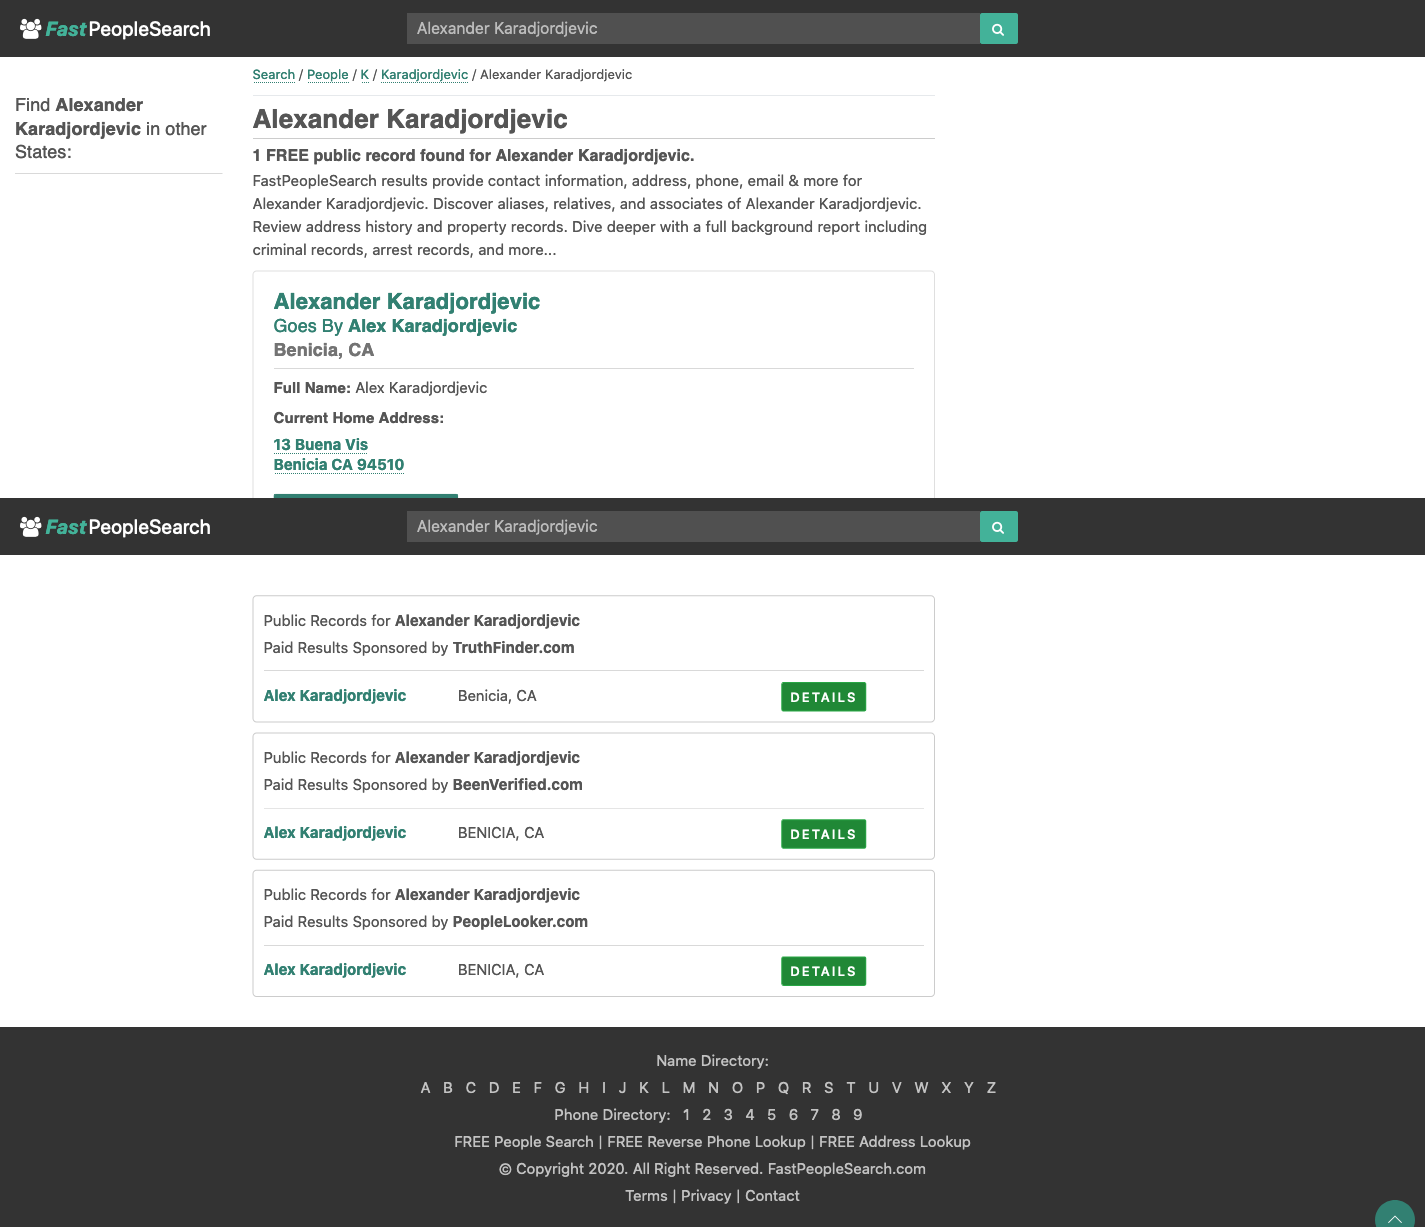 FastPeopleSearch
Alexander Karadjordjevic
Search / People / K / Karadjordjevic / Alexander Karadjordjevic
Find Alexander
Karadjordjevic in other
States:
Alexander Karadjordjevic
1 FREE public record found for Alexander Karadjordjevic.
FastPeopleSearch results provide contact information, address, phone, email & more for
Alexander Karadjordjevic. Discover aliases, relatives, and associates of Alexander Karadjordjevic.
Review address history and property records. Dive deeper with a full background report including
criminal records, arrest records, and more...
Alexander Karadjordjevic
Goes By Alex Karadjordjevic
Benicia, CA
Full Name: Alex Karadjordjevic
Current Home Address:
13 Buena Vis
Benicia CA 94510
FastPeopleSearch
Alexander Karadjordjevic
Public Records for Alexander Karadjordjevic
Paid Results Sponsored by TruthFinder.com
Alex Karadjordjevic Benicia, CA DETAILS
Public Records for Alexander Karadjordjevic
Paid Results Sponsored by BeenVerified.com
Alex Karadjordjevic BENICIA, CA DETAILS
Public Records for Alexander Karadjordjevic
Paid Results Sponsored by PeopleLooker.com
Alex Karadjordjevic BENICIA, CA DETAILS
Name Directory:
A B C D E F G H I J K L M N O P Q R S T U V W X Y Z
Phone Directory: 1 2 3 4 5 6 7 8 9
FREE People Search | FREE Reverse Phone Lookup | FREE Address Lookup
© Copyright 2020. All Right Reserved. FastPeopleSearch.com
Terms | Privacy | Contact